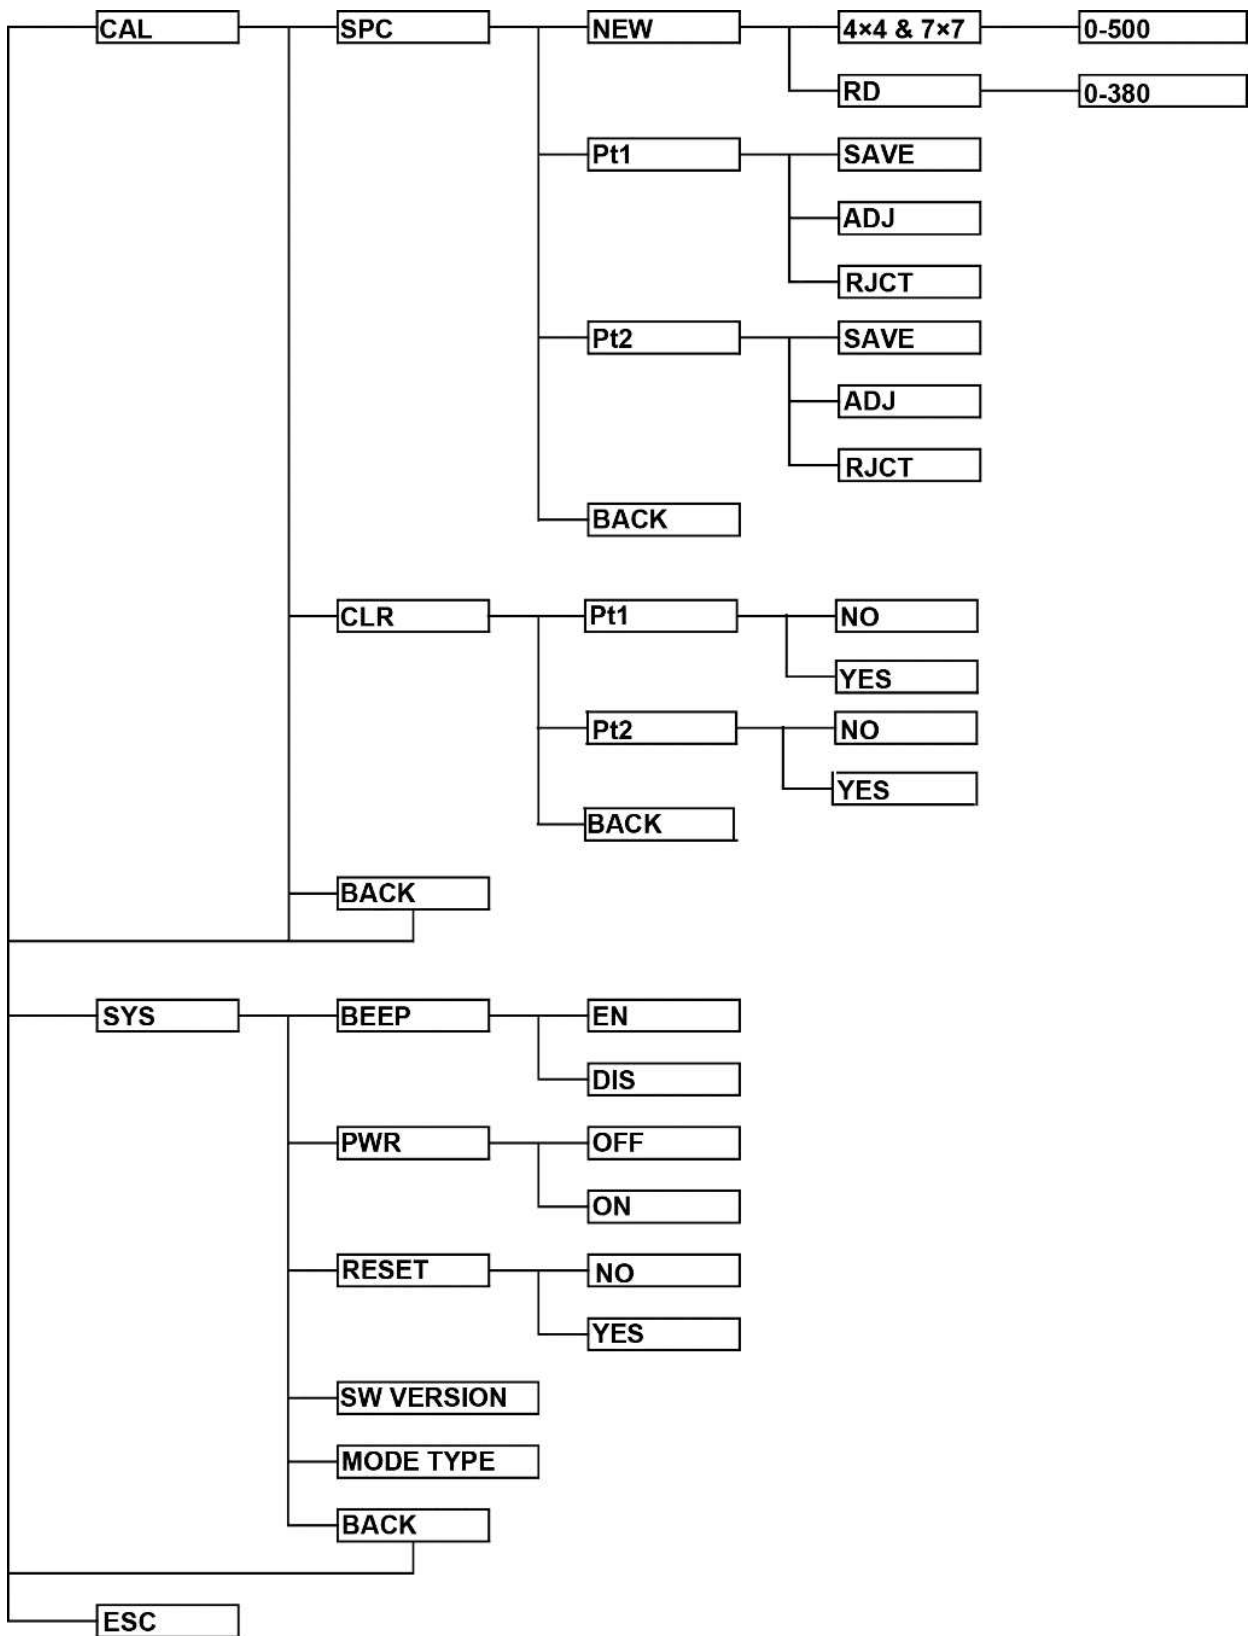 CAL SPC NEW 4×4 & 7×7 0-500
RD 0-380
Pt1 SAVE
ADJ
RJCT
Pt2 SAVE
ADJ
RJCT
BACK
CLR Pt1 NO
YES
Pt2 NO
YES
BACK
BACK
SYS BEEP EN
DIS
PWR OFF
ON
RESET NO
YES
SW VERSION
MODE TYPE
BACK
ESC